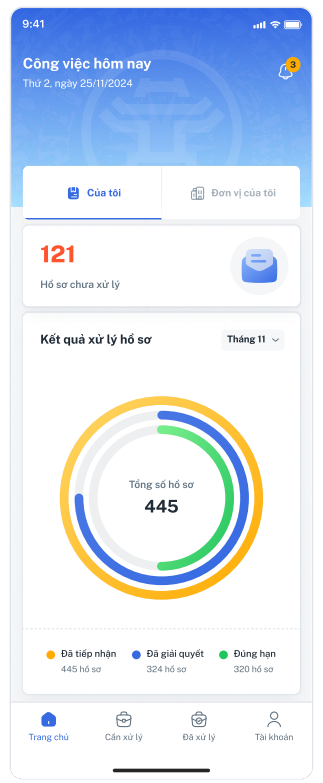 9:41
Công việc hôm nay
Thứ 2, ngày 25/11/2024
3
Của tôi
Đơn vị của tôi
121
Hồ sơ chưa xử lý
Kết quả xử lý hồ sơ
Tháng 11
Tổng số hồ sơ
445
Đã tiếp nhận
445 hồ sơ
Đã giải quyết
324 hồ sơ
Đúng hạn
320 hồ sơ
Trang chủ
Cần xử lý
Đã xử lý
Tài khoản